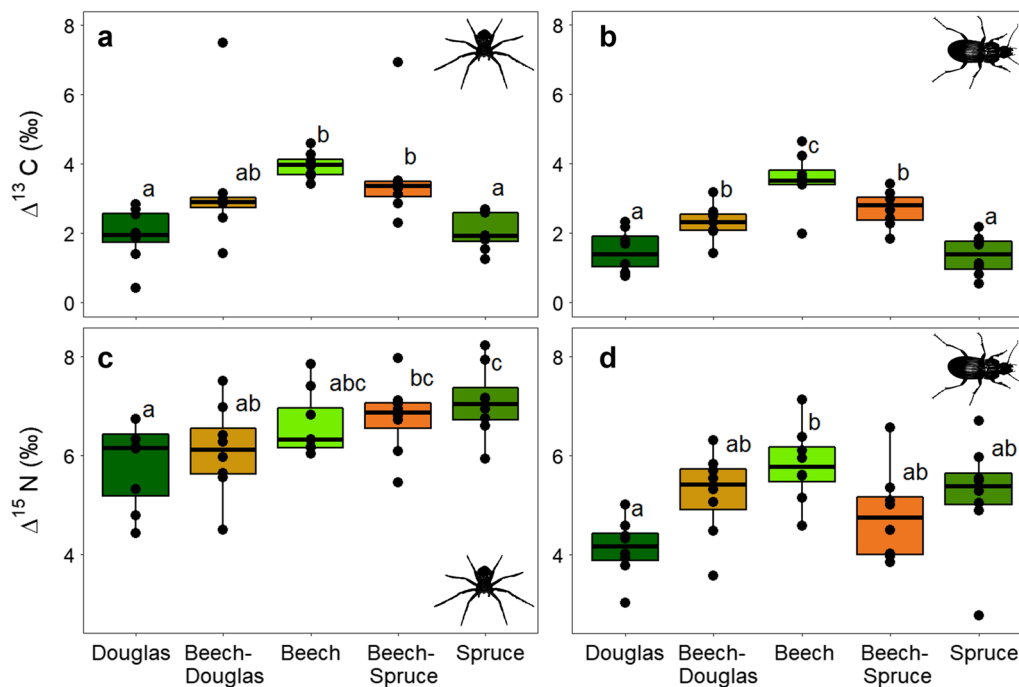 a
b
Δ13 C (‰)
8
6
4
2
0
a
ab
b
b
a
8
6
4
2
0
a
b
c
b
a
c
d
Δ15 N (‰)
8
6
4
a
ab
abc
bc
c
8
6
4
a
ab
b
ab
ab
Douglas
Beech-
Douglas
Beech
Beech-
Spruce
Spruce
Douglas
Beech-
Douglas
Beech
Beech-
Spruce
Spruce